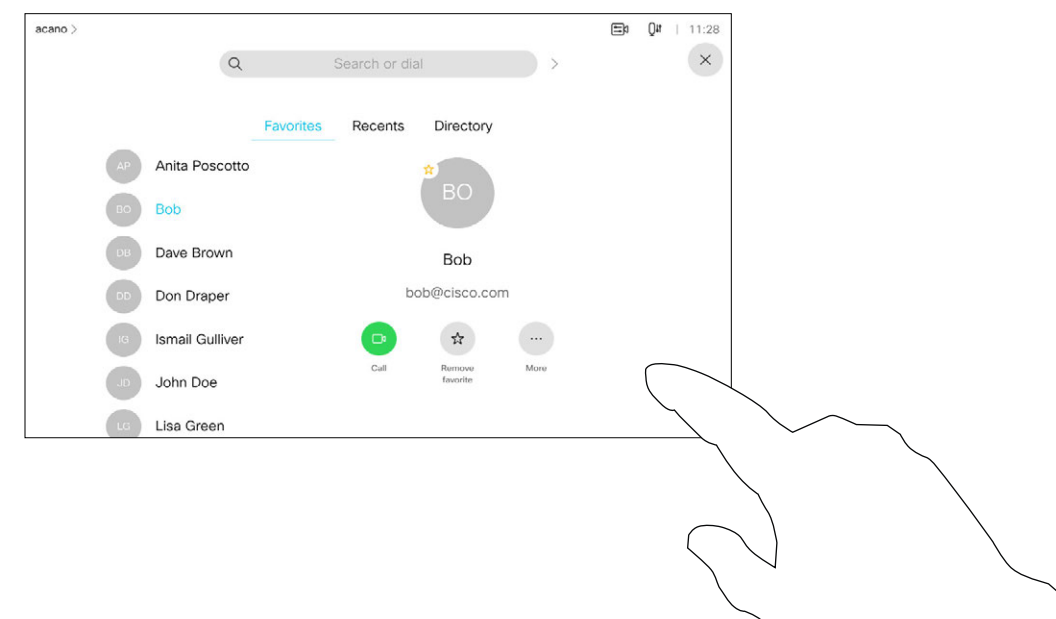 acano >
11:28
Search or dial
Favorites Recents Directory
AP Anita Poscotto
BO Bob
DB Dave Brown
DD Don Draper
IG Ismail Gulliver
JD John Doe
LG Lisa Green
BO
Bob
bob@cisco.com
Call
Remove
favorite
More